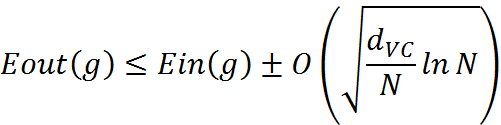 Eout(g) ≤ Ein(g) ± O(√(d_VC/N ln N))